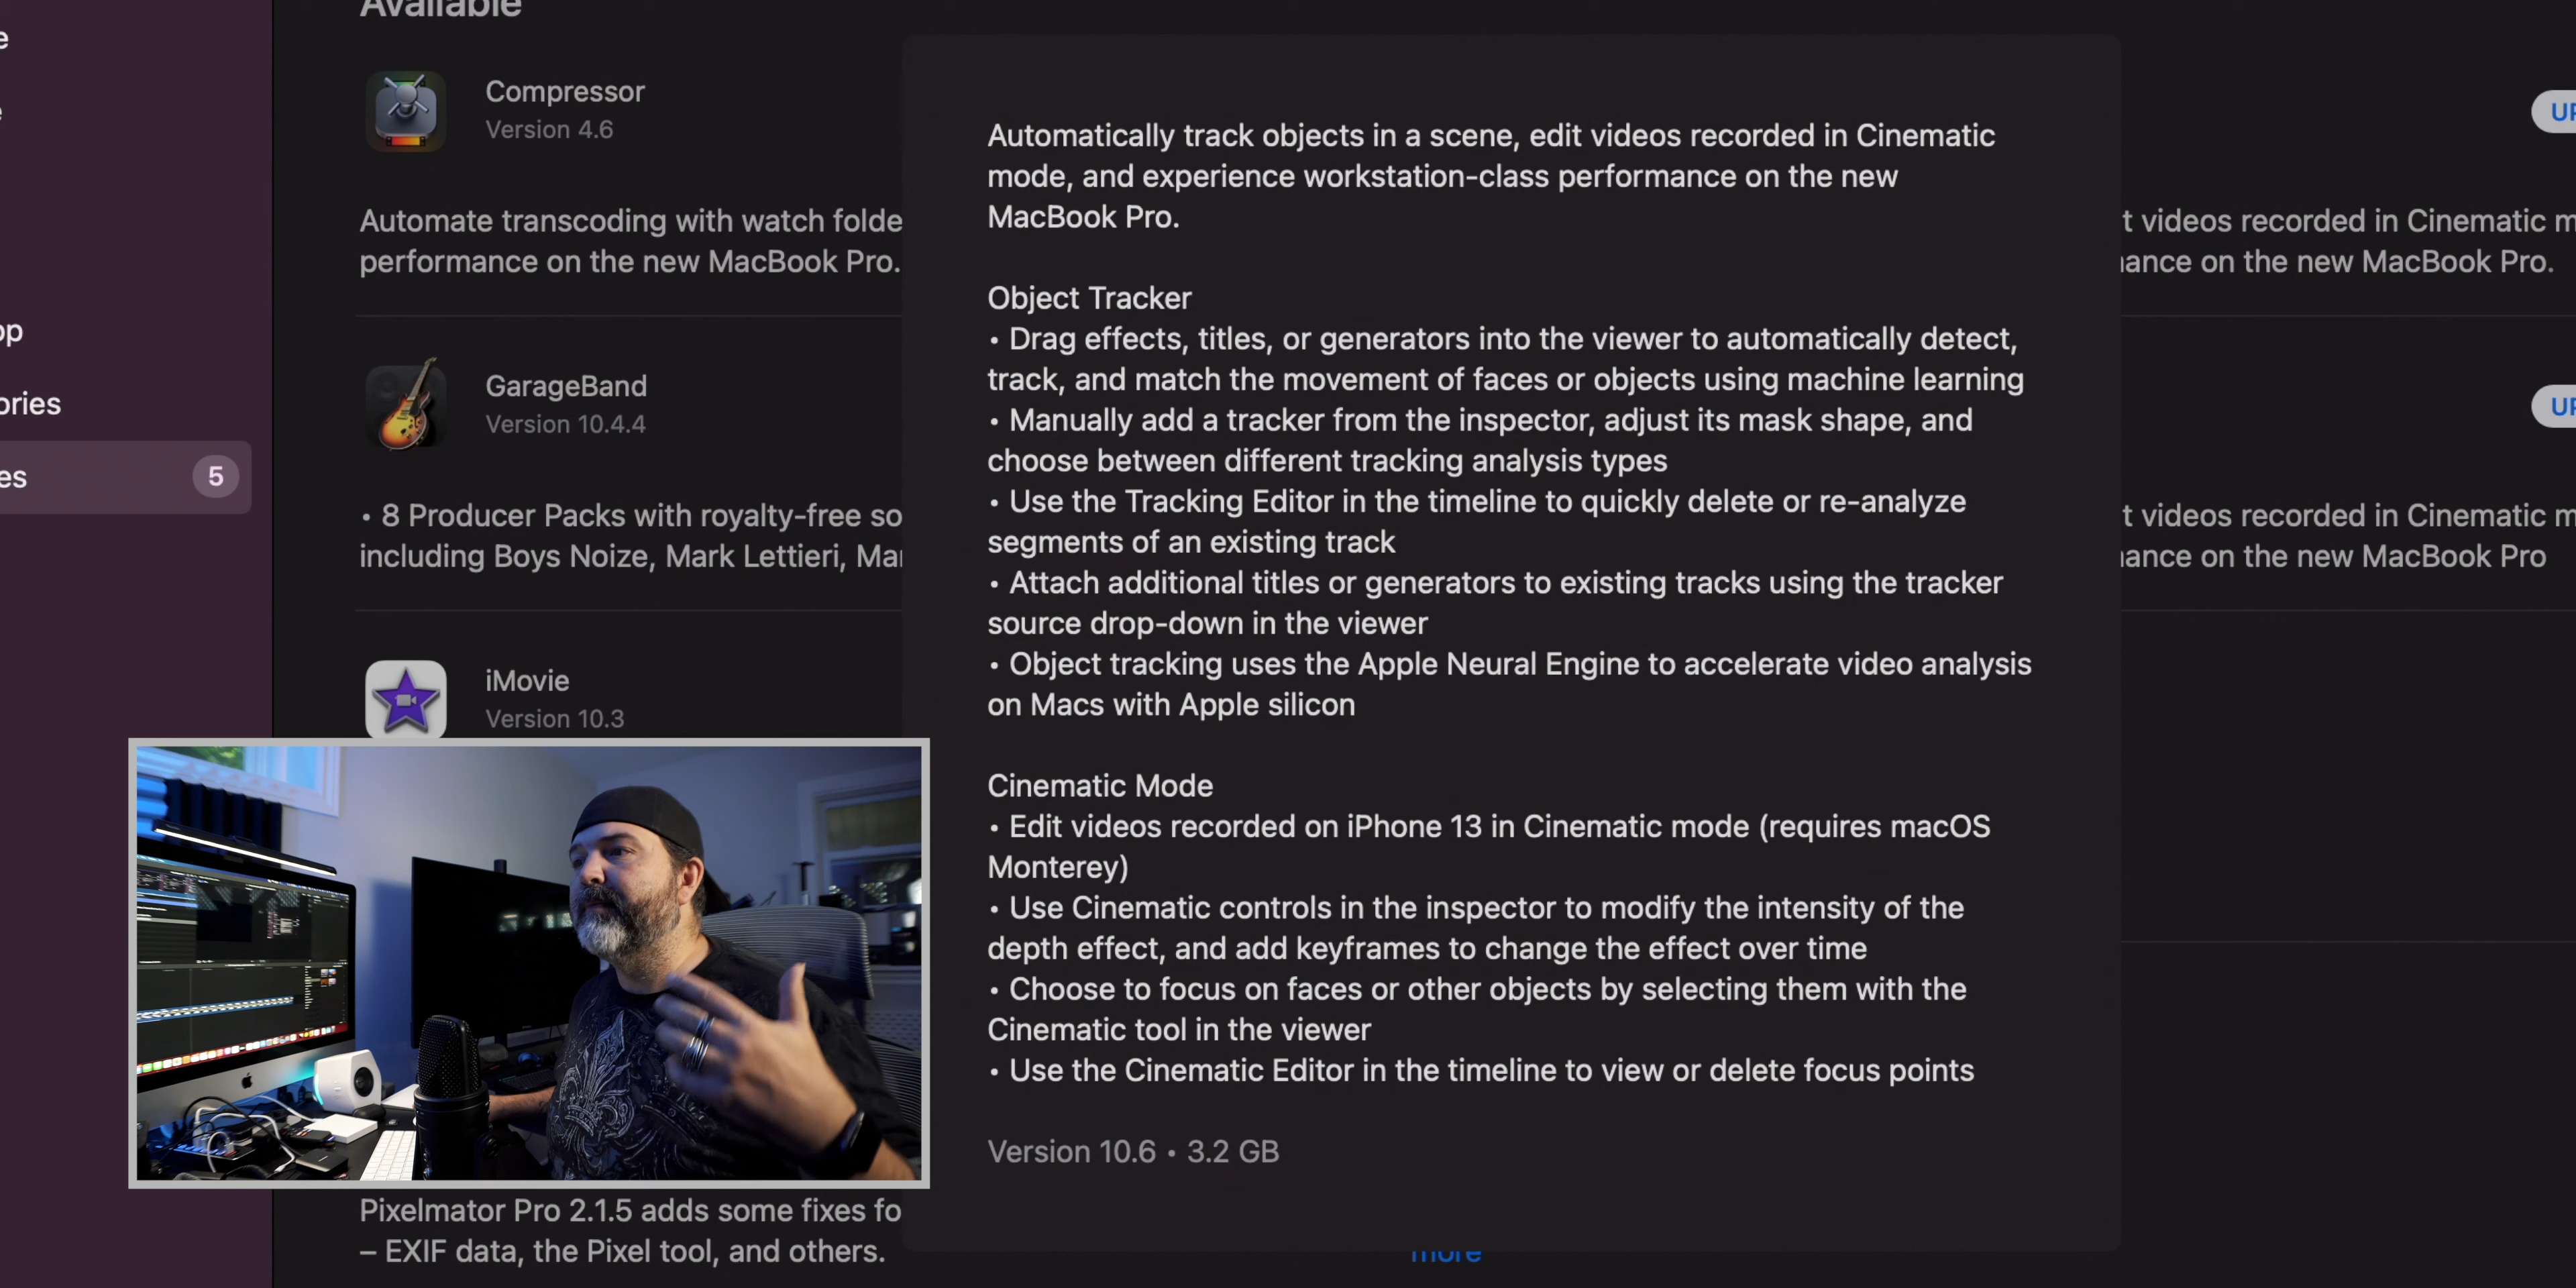 Available
Compressor
Version 4.6
Automate transcoding with watch folde
performance on the new MacBook Pro.
GarageBand
Version 10.4.4
• 8 Producer Packs with royalty-free so
including Boys Noize, Mark Lettieri, Mar
iMovie
Version 10.3
Pixelmator Pro 2.1.5 adds some fixes fo
– EXIF data, the Pixel tool, and others.
e
e
op
ories
es
5
Automatically track objects in a scene, edit videos recorded in Cinematic
mode, and experience workstation-class performance on the new
MacBook Pro.
Object Tracker
• Drag effects, titles, or generators into the viewer to automatically detect,
track, and match the movement of faces or objects using machine learning
• Manually add a tracker from the inspector, adjust its mask shape, and
choose between different tracking analysis types
• Use the Tracking Editor in the timeline to quickly delete or re-analyze
segments of an existing track
• Attach additional titles or generators to existing tracks using the tracker
source drop-down in the viewer
• Object tracking uses the Apple Neural Engine to accelerate video analysis
on Macs with Apple silicon
Cinematic Mode
• Edit videos recorded on iPhone 13 in Cinematic mode (requires macOS
Monterey)
• Use Cinematic controls in the inspector to modify the intensity of the
depth effect, and add keyframes to change the effect over time
• Choose to focus on faces or other objects by selecting them with the
Cinematic tool in the viewer
• Use the Cinematic Editor in the timeline to view or delete focus points
Version 10.6 • 3.2 GB
more
UP
t videos recorded in Cinematic m
ance on the new MacBook Pro.
UP
t videos recorded in Cinematic m
ance on the new MacBook Pro